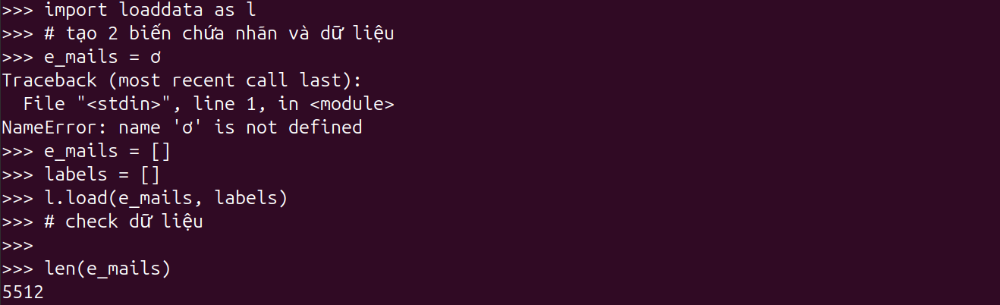 >>> import loaddata as l
>>> # tạo 2 biến chứa nhãn và dữ liệu
>>> e_mails = ơ
Traceback (most recent call last):
  File "<stdin>", line 1, in <module>
NameError: name 'ơ' is not defined
>>> e_mails = []
>>> labels = []
>>> l.load(e_mails, labels)
>>> # check dữ liệu
>>>
>>> len(e_mails)
5512